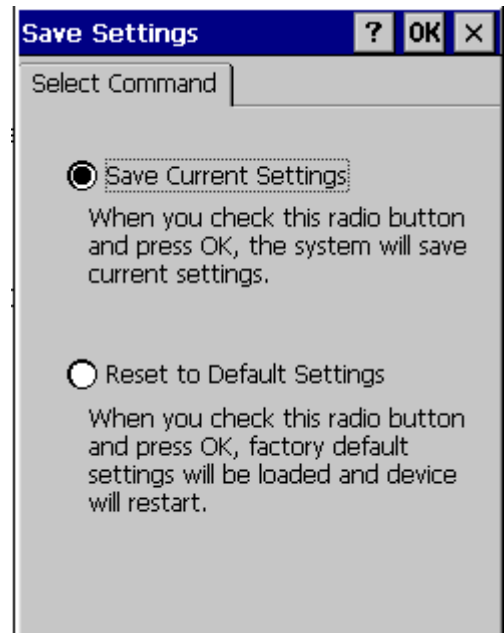 Save Settings ? OK ×
Select Command
Save Current Settings
When you check this radio button
and press OK, the system will save
current settings.
Reset to Default Settings
When you check this radio button
and press OK, factory default
settings will be loaded and device
will restart.